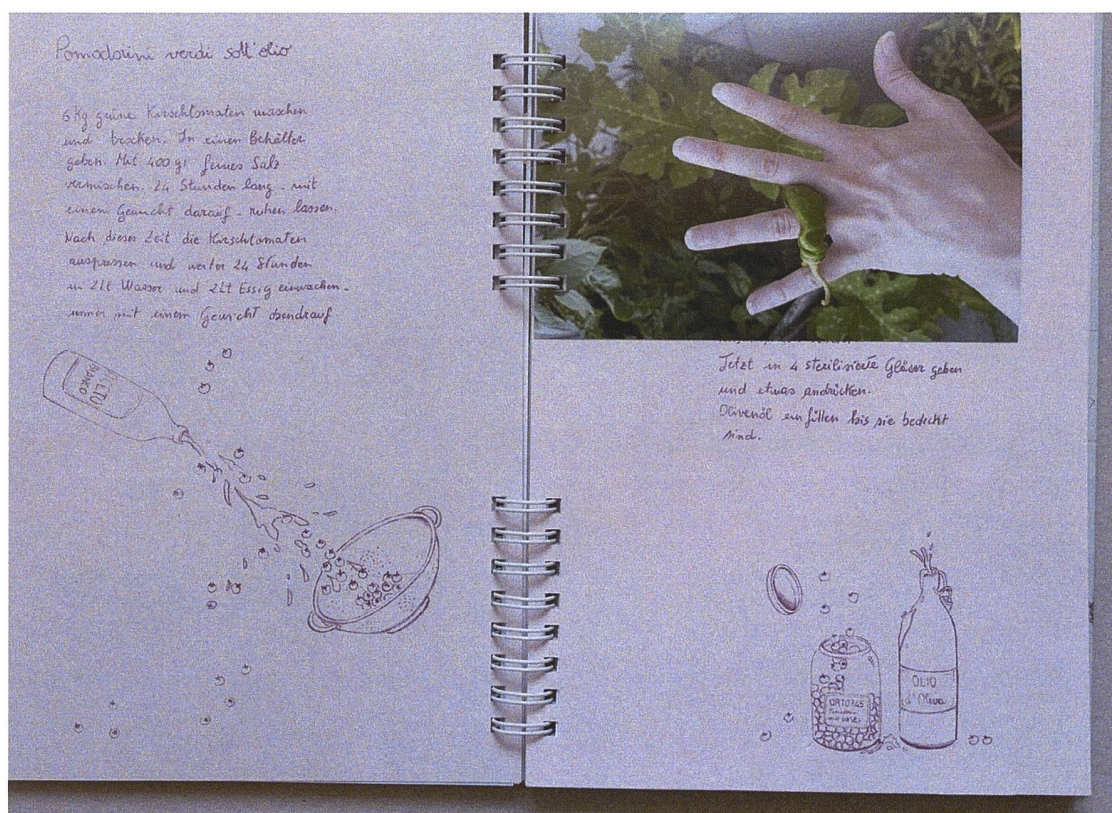 Pomodorini verdi sott'olio
6 Kg grüne Kirschtomaten waschen
und trocken. In einen Behälter
geben. Mit 400 gr feines Salz
vermischen. 24 Stunden lang - mit
einem Gewicht darauf - ruhen lassen.
Nach dieser Zeit die Kirschtomaten
auspressen und weiter 24 Stunden
in 2lt Wasser und 2lt Essig einwachen -
immer mit einem Gewicht obendrauf
ACETO
BIANCO
Jetzt in 4 sterilisierte Gläser geben
und etwas andrücken.
Olivenöl einfüllen bis sie bedeckt
sind.
OLIO
d'Oliva